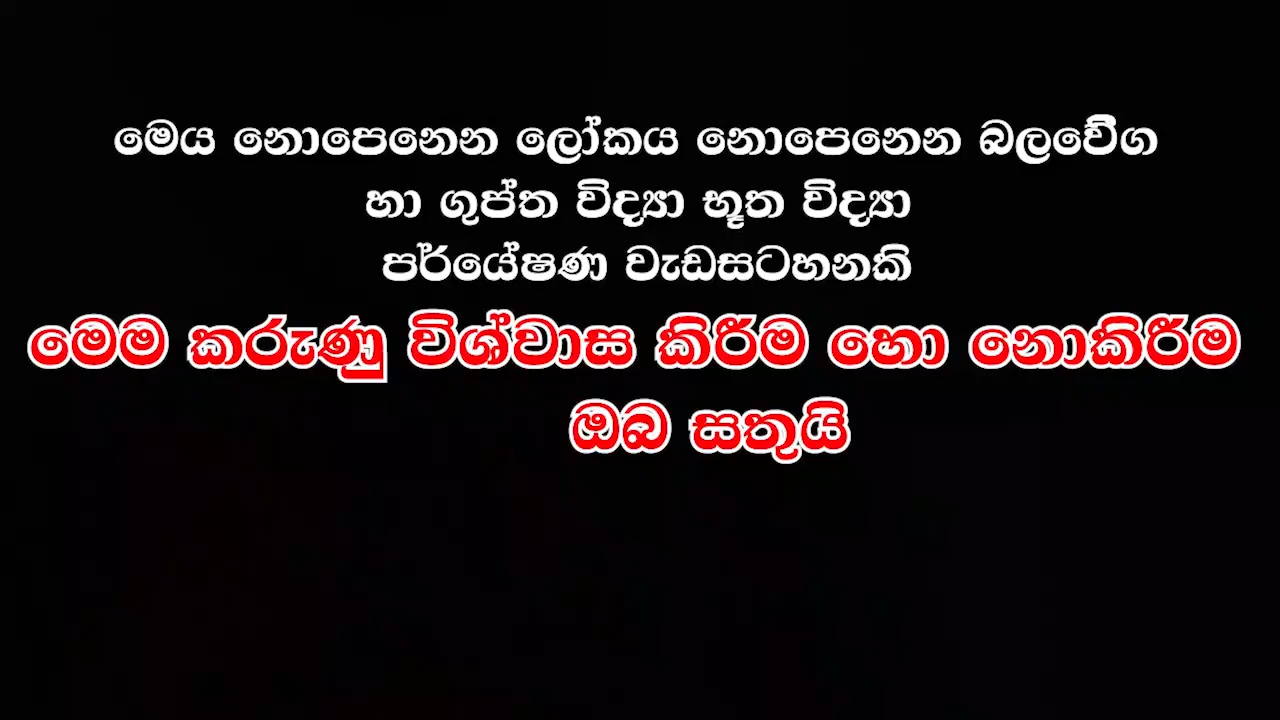 මෙය නොපෙනෙන ලෝකය නොපෙනෙන බලවේග
හා ගුප්ත විද්‍යා භූත විද්‍යා
පර්යේෂණ වැඩසටහනකි
මෙම කරුණු විශ්වාස කිරීම හො නොකිරීම
ඔබ සතුයි